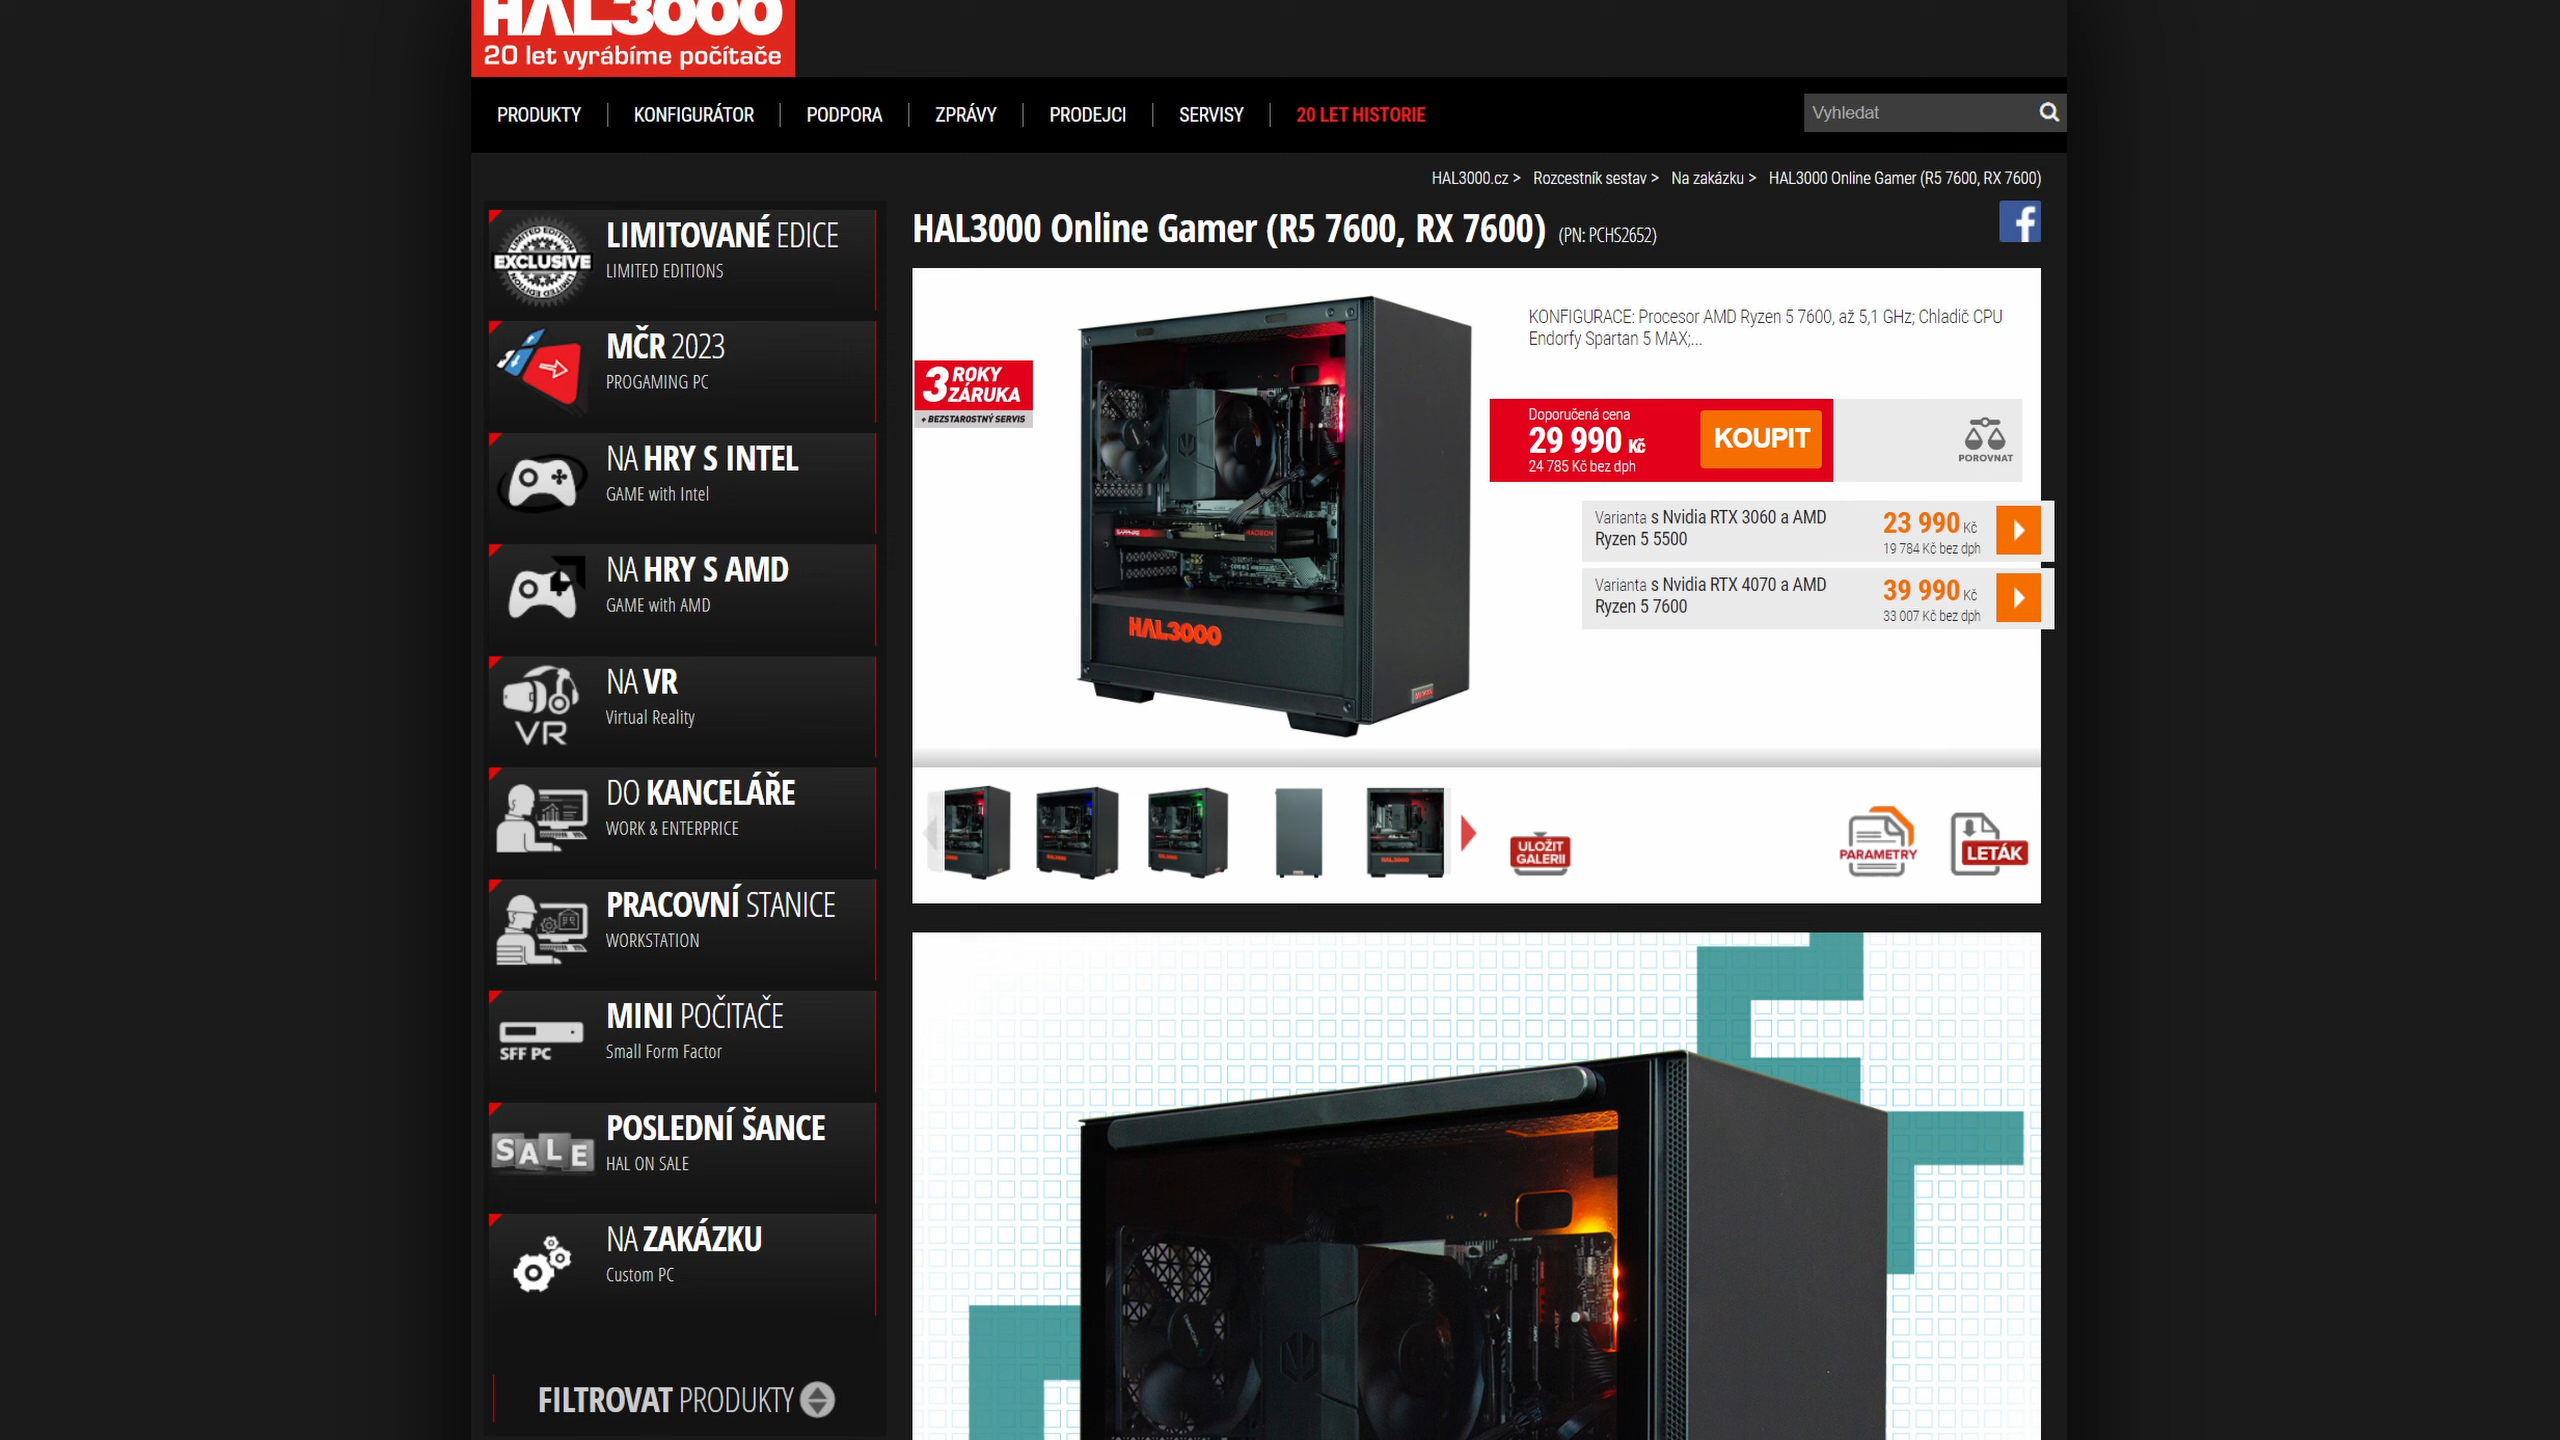 HAL3000
20 let vyrábíme počítače
PRODUKTY
KONFIGURÁTOR
PODPORA
ZPRÁVY
PRODEJCI
SERVISY
20 LET HISTORIE
Vyhledat
HAL3000.cz > Rozcestník sestav > Na zakázku > HAL3000 Online Gamer (R5 7600, RX 7600)
LIMITED EDITION
EXCLUSIVE
LIMITOVANÉ EDICE
LIMITED EDITIONS
MČR 2023
PROGAMING PC
NA HRY S INTEL
GAME with Intel
NA HRY S AMD
GAME with AMD
VR
NA VR
Virtual Reality
DO KANCELÁŘE
WORK & ENTERPRICE
PRACOVNÍ STANICE
WORKSTATION
SFF PC
MINI POČITAČE
Small Form Factor
SALE
POSLEDNÍ ŠANCE
HAL ON SALE
NA ZAKÁZKU
Custom PC
FILTROVAT PRODUKTY
HAL3000 Online Gamer (R5 7600, RX 7600) (PN: PCHS2652)
3 ROKY
ZÁRUKA
+ BEZSTAROSTNÝ SERVIS
SAPPHIRE
RADEON
HAL3000
KONFIGURACE: Procesor AMD Ryzen 5 7600, až 5,1 GHz; Chladič CPU
Endorfy Spartan 5 MAX;...
Doporučená cena
29 990 Kč
24 785 Kč bez dph
KOUPIT
POROVNAT
Varianta s Nvidia RTX 3060 a AMD
Ryzen 5 5500
23 990 Kč
19 784 Kč bez dph
Varianta s Nvidia RTX 4070 a AMD
Ryzen 5 7600
39 990 Kč
33 007 Kč bez dph
ULOŽIT
GALERII
PARAMETRY
LETÁK